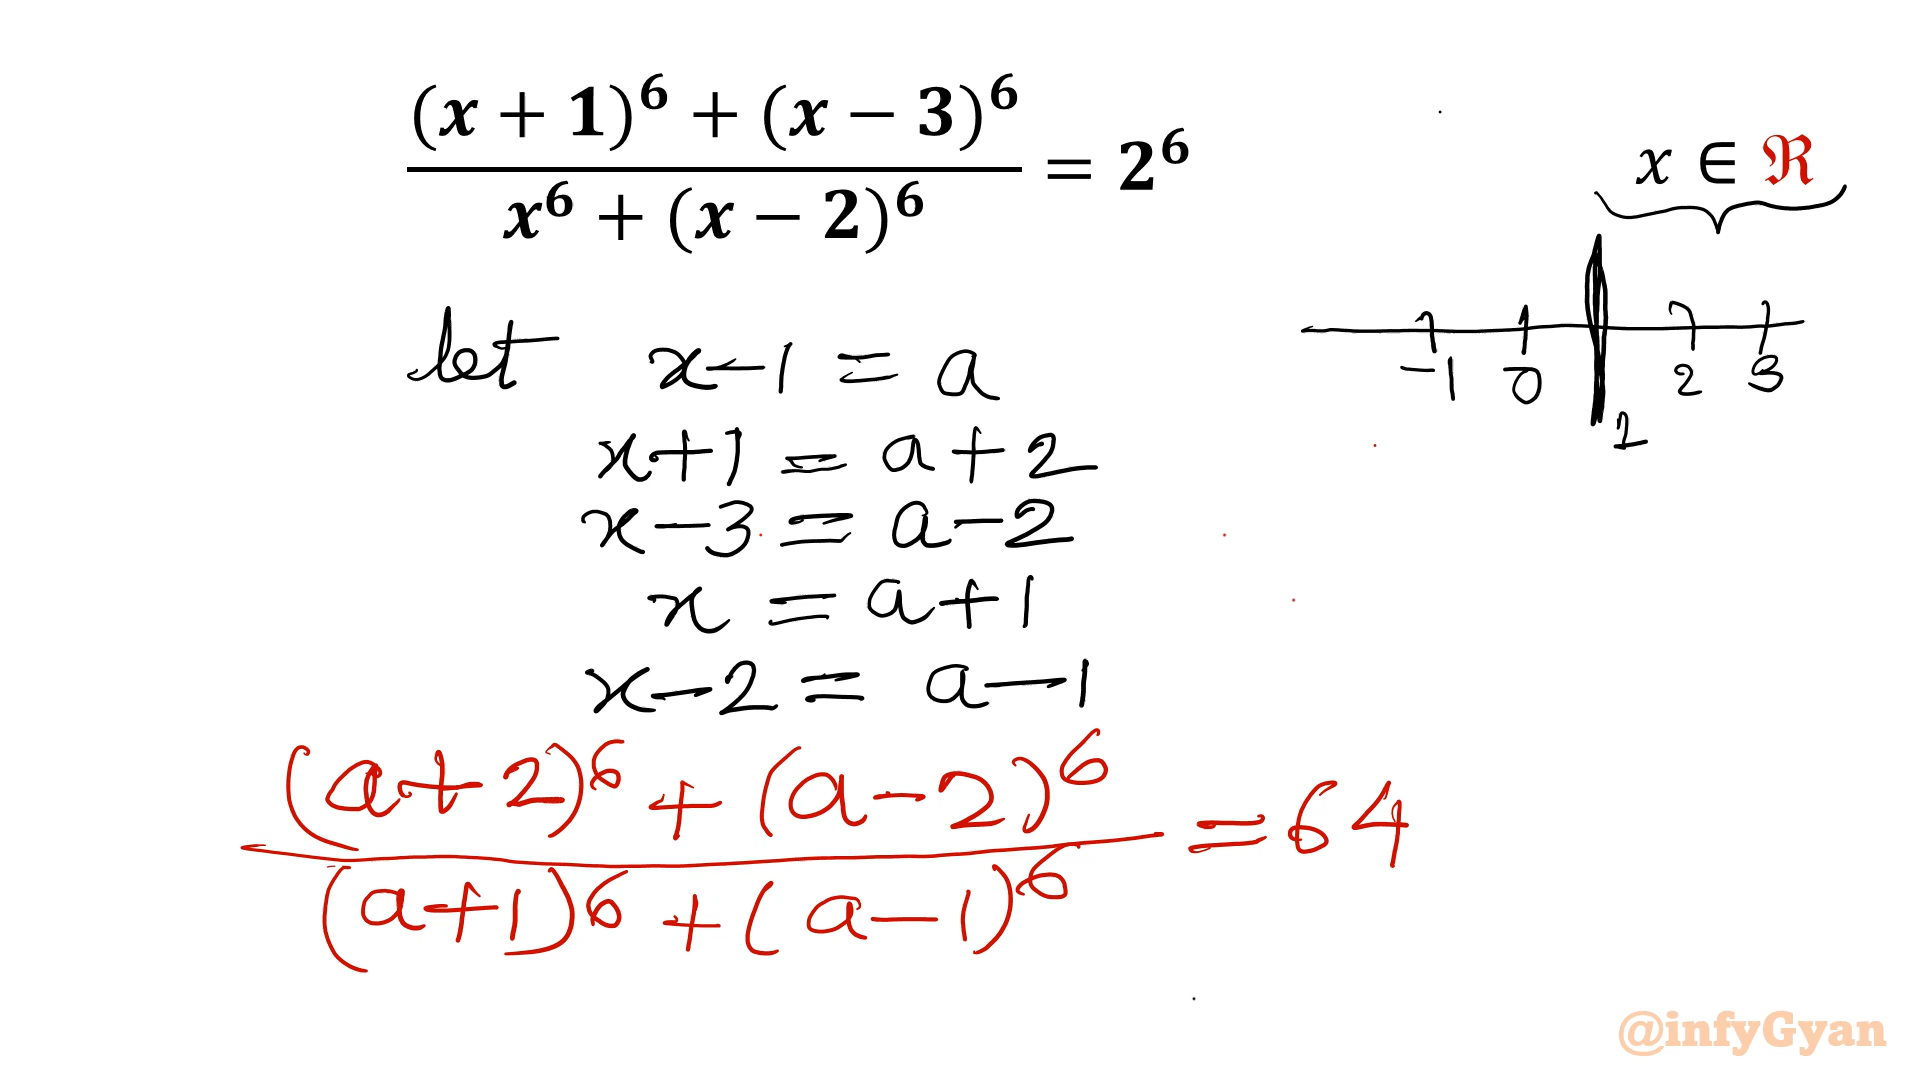 (x + 1)⁶ + (x − 3)⁶
x⁶ + (x − 2)⁶
= 2⁶
x ∈ ℜ
-1 0 2 3
1
let x-1 = a
x+1 = a+2
x-3 = a-2
x = a+1
x-2 = a-1
(a+2)⁶ + (a-2)⁶
(a+1)⁶ + (a-1)⁶
= 64
@infyGyan